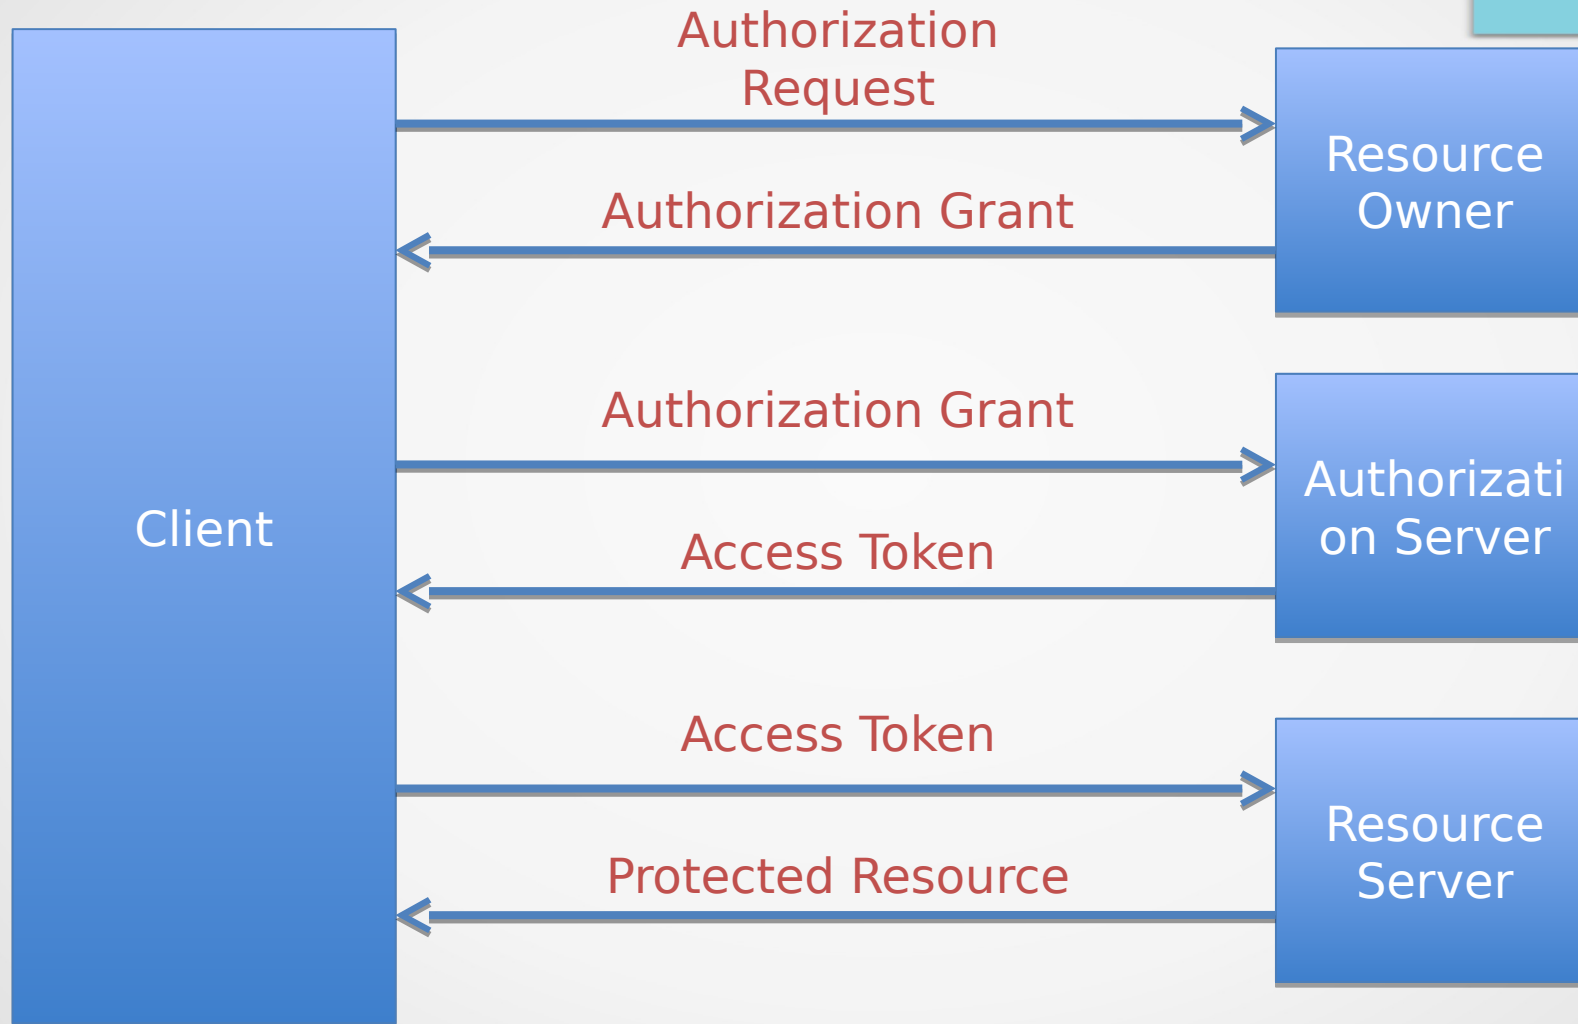 Authorization
Request
Resource
Owner
Authorization Grant
Authorization Grant
Authorizati
on Server
Client
Access Token
Access Token
Resource
Server
Protected Resource